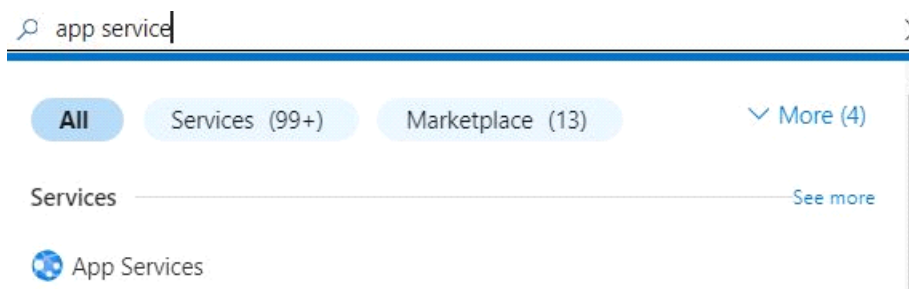 app service
All Services (99+) Marketplace (13) More (4)
Services See more
App Services